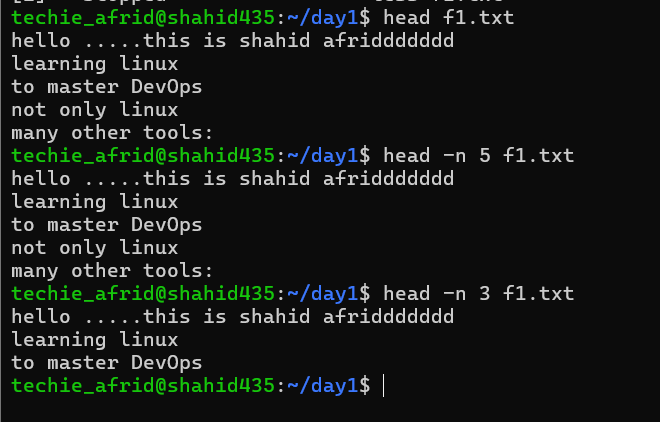 techie_afrid@shahid435:~/day1$ head f1.txt
hello .....this is shahid afridddddddd
learning linux
to master DevOps
not only linux
many other tools:
techie_afrid@shahid435:~/day1$ head -n 5 f1.txt
hello .....this is shahid afridddddddd
learning linux
to master DevOps
not only linux
many other tools:
techie_afrid@shahid435:~/day1$ head -n 3 f1.txt
hello .....this is shahid afridddddddd
learning linux
to master DevOps
techie_afrid@shahid435:~/day1$